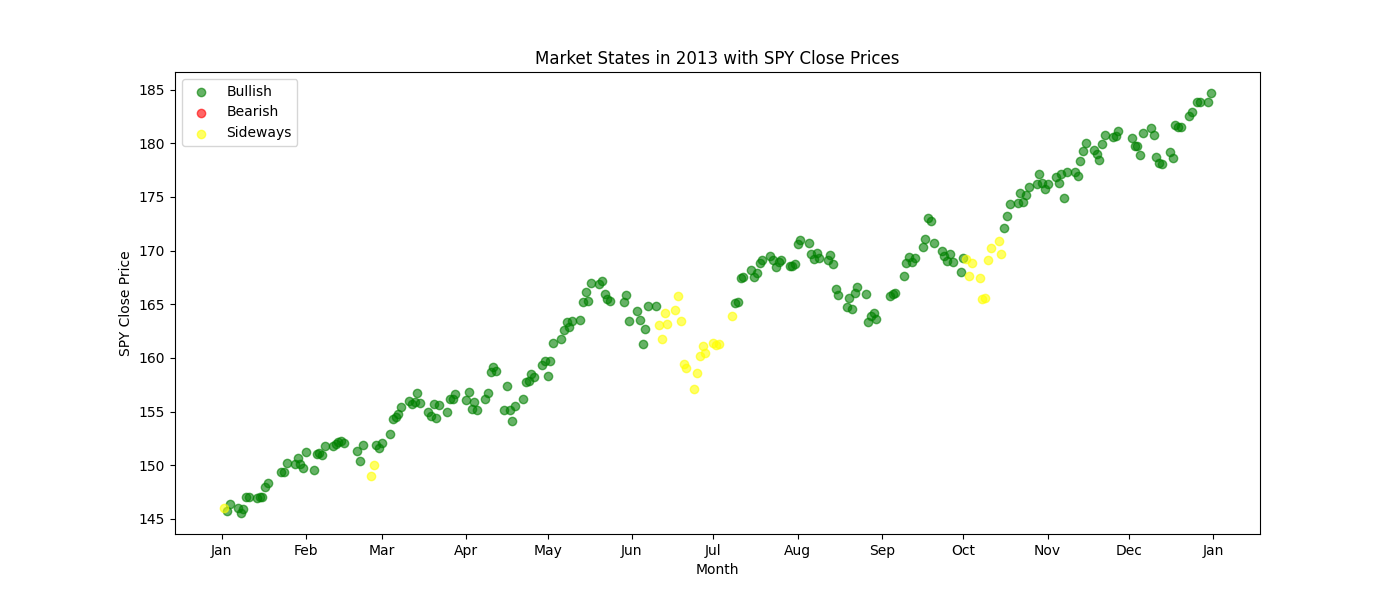 Market States in 2013 with SPY Close Prices
Bullish
Bearish
Sideways
185
180
175
170
165
160
155
150
145
SPY Close Price
Jan Feb Mar Apr May Jun Jul Aug Sep Oct Nov Dec Jan
Month